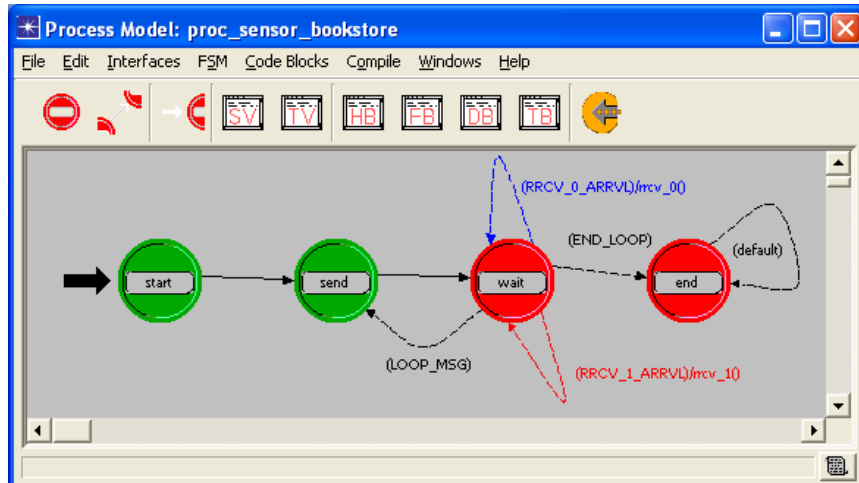 Process Model: proc_sensor_bookstore
File Edit Interfaces FSM Code Blocks Compile Windows Help
SV TV HB FB DB TB
(RRCV_0_ARRVL)/rrcv_0()
(END_LOOP)
(default)
start send wait end
(LOOP_MSG)
(RRCV_1_ARRVL)/rrcv_1()